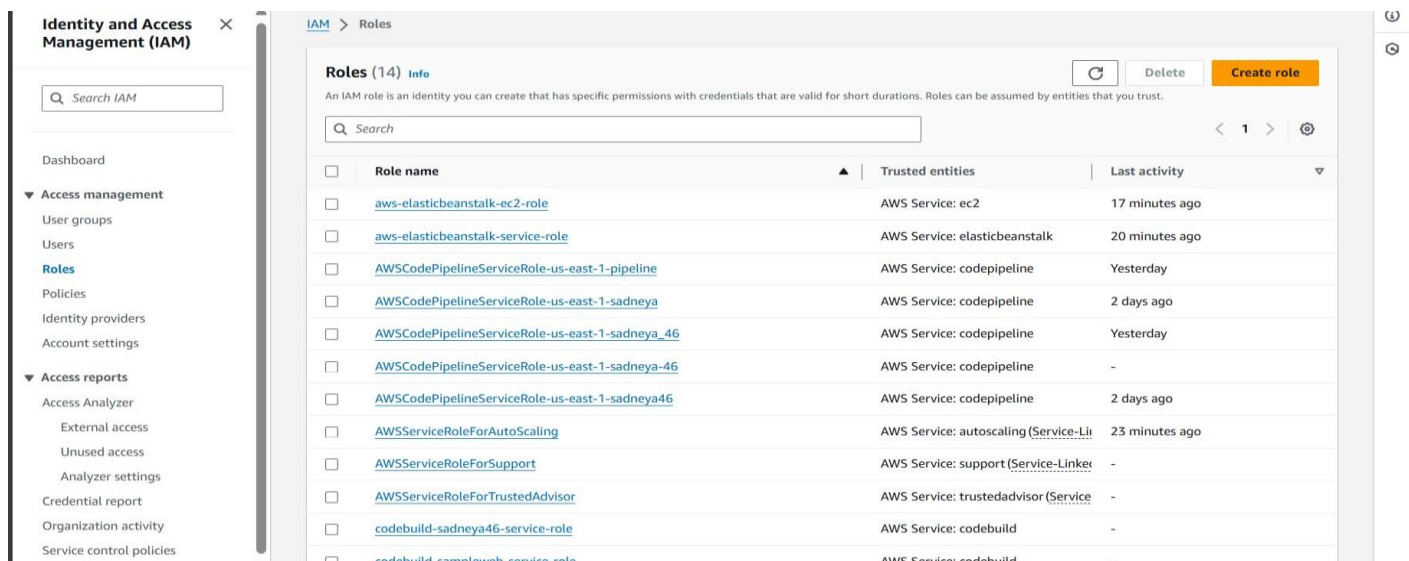 Identity and Access
Management (IAM)
Search IAM
Dashboard
Access management
User groups
Users
Roles
Policies
Identity providers
Account settings
Access reports
Access Analyzer
External access
Unused access
Analyzer settings
Credential report
Organization activity
Service control policies
IAM > Roles
Roles (14) Info
Delete
Create role
An IAM role is an identity you can create that has specific permissions with credentials that are valid for short durations. Roles can be assumed by entities that you trust.
Search
1
Role name Trusted entities Last activity
aws-elasticbeanstalk-ec2-role AWS Service: ec2 17 minutes ago
aws-elasticbeanstalk-service-role AWS Service: elasticbeanstalk 20 minutes ago
AWSCodePipelineServiceRole-us-east-1-pipeline AWS Service: codepipeline Yesterday
AWSCodePipelineServiceRole-us-east-1-sadneya AWS Service: codepipeline 2 days ago
AWSCodePipelineServiceRole-us-east-1-sadneya_46 AWS Service: codepipeline Yesterday
AWSCodePipelineServiceRole-us-east-1-sadneya-46 AWS Service: codepipeline -
AWSCodePipelineServiceRole-us-east-1-sadneya46 AWS Service: codepipeline 2 days ago
AWSServiceRoleForAutoScaling AWS Service: autoscaling (Service-Li 23 minutes ago
AWSServiceRoleForSupport AWS Service: support (Service-Linke -
AWSServiceRoleForTrustedAdvisor AWS Service: trustedadvisor (Service -
codebuild-sadneya46-service-role AWS Service: codebuild -
codebuild-sampleweb-service-role AWS Service: codebuild